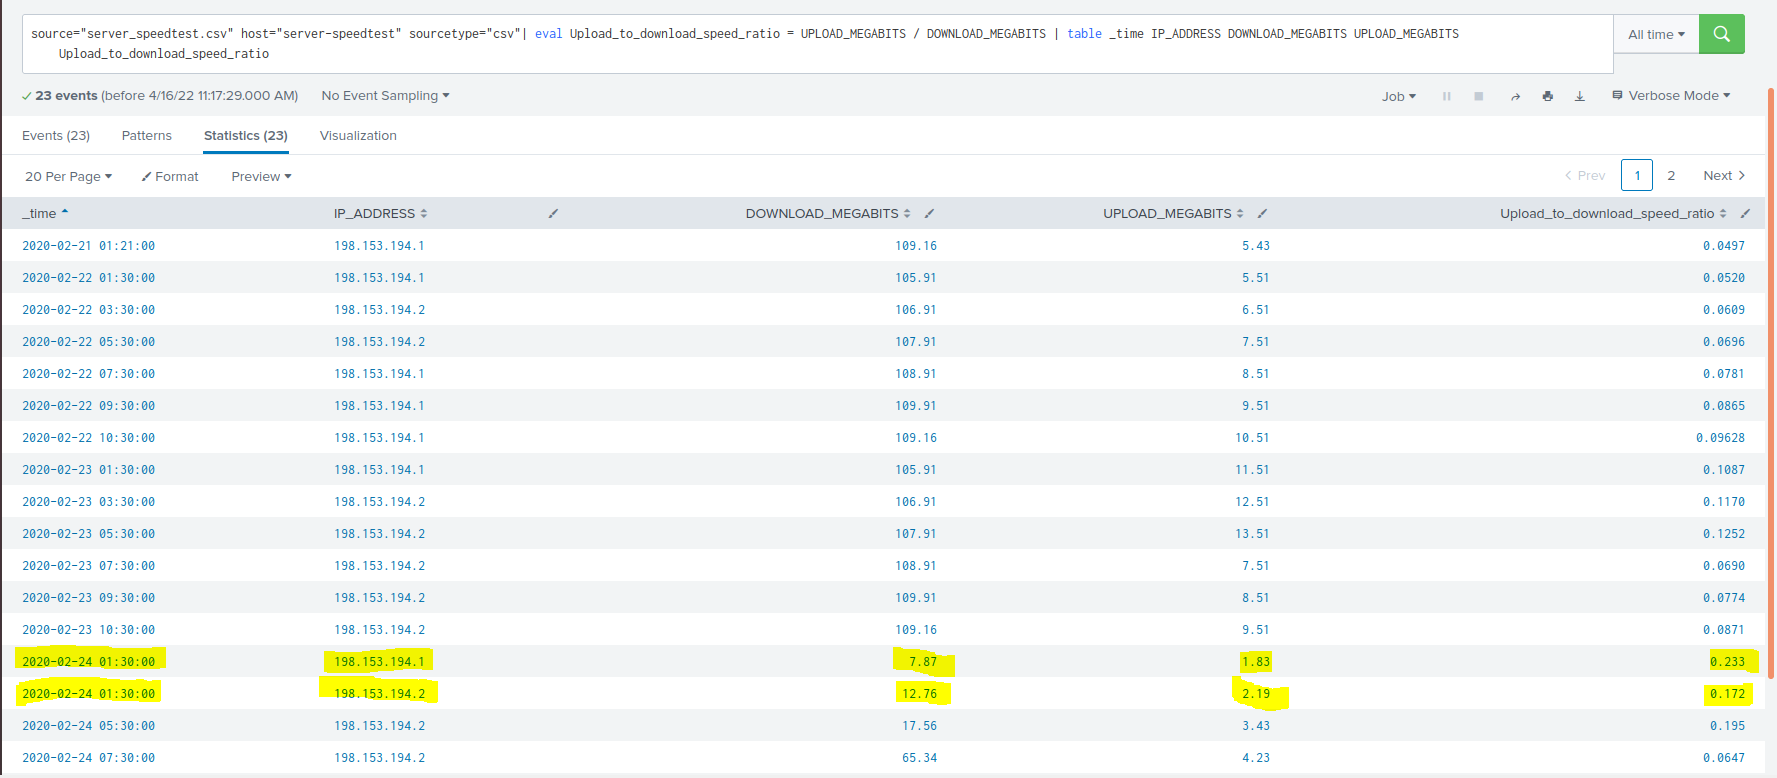 source="server_speedtest.csv" host="server-speedtest" sourcetype="csv"| eval Upload_to_download_speed_ratio = UPLOAD_MEGABITS / DOWNLOAD_MEGABITS | table _time IP_ADDRESS DOWNLOAD_MEGABITS UPLOAD_MEGABITS
Upload_to_download_speed_ratio
All time
23 events (before 4/16/22 11:17:29.000 AM) No Event Sampling Job Verbose Mode
Events (23) Patterns Statistics (23) Visualization
20 Per Page Format Preview Prev 1 2 Next
_time IP_ADDRESS DOWNLOAD_MEGABITS UPLOAD_MEGABITS Upload_to_download_speed_ratio
2020-02-21 01:21:00 198.153.194.1 109.16 5.43 0.0497
2020-02-22 01:30:00 198.153.194.1 105.91 5.51 0.0520
2020-02-22 03:30:00 198.153.194.2 106.91 6.51 0.0609
2020-02-22 05:30:00 198.153.194.2 107.91 7.51 0.0696
2020-02-22 07:30:00 198.153.194.1 108.91 8.51 0.0781
2020-02-22 09:30:00 198.153.194.1 109.91 9.51 0.0865
2020-02-22 10:30:00 198.153.194.1 109.16 10.51 0.09628
2020-02-23 01:30:00 198.153.194.1 105.91 11.51 0.1087
2020-02-23 03:30:00 198.153.194.2 106.91 12.51 0.1170
2020-02-23 05:30:00 198.153.194.2 107.91 13.51 0.1252
2020-02-23 07:30:00 198.153.194.2 108.91 7.51 0.0690
2020-02-23 09:30:00 198.153.194.2 109.91 8.51 0.0774
2020-02-23 10:30:00 198.153.194.2 109.16 9.51 0.0871
2020-02-24 01:30:00 198.153.194.1 7.87 1.83 0.233
2020-02-24 01:30:00 198.153.194.2 12.76 2.19 0.172
2020-02-24 05:30:00 198.153.194.2 17.56 3.43 0.195
2020-02-24 07:30:00 198.153.194.2 65.34 4.23 0.0647